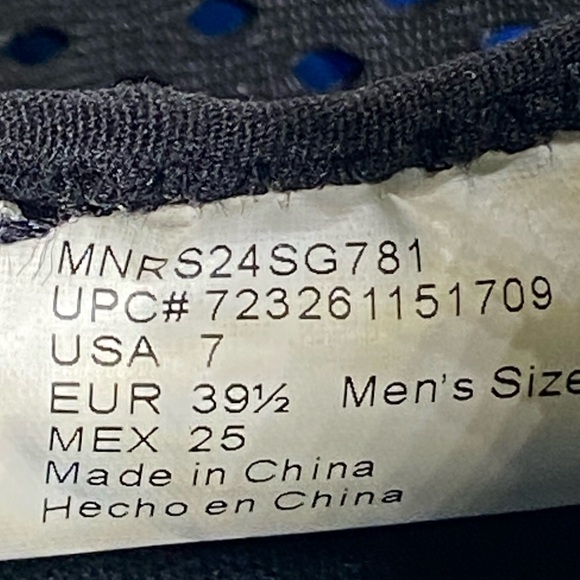 MNRS24SG781
UPC# 723261151709
USA 7
EUR 39½ Men's Size
MEX 25
Made in China
Hecho en China